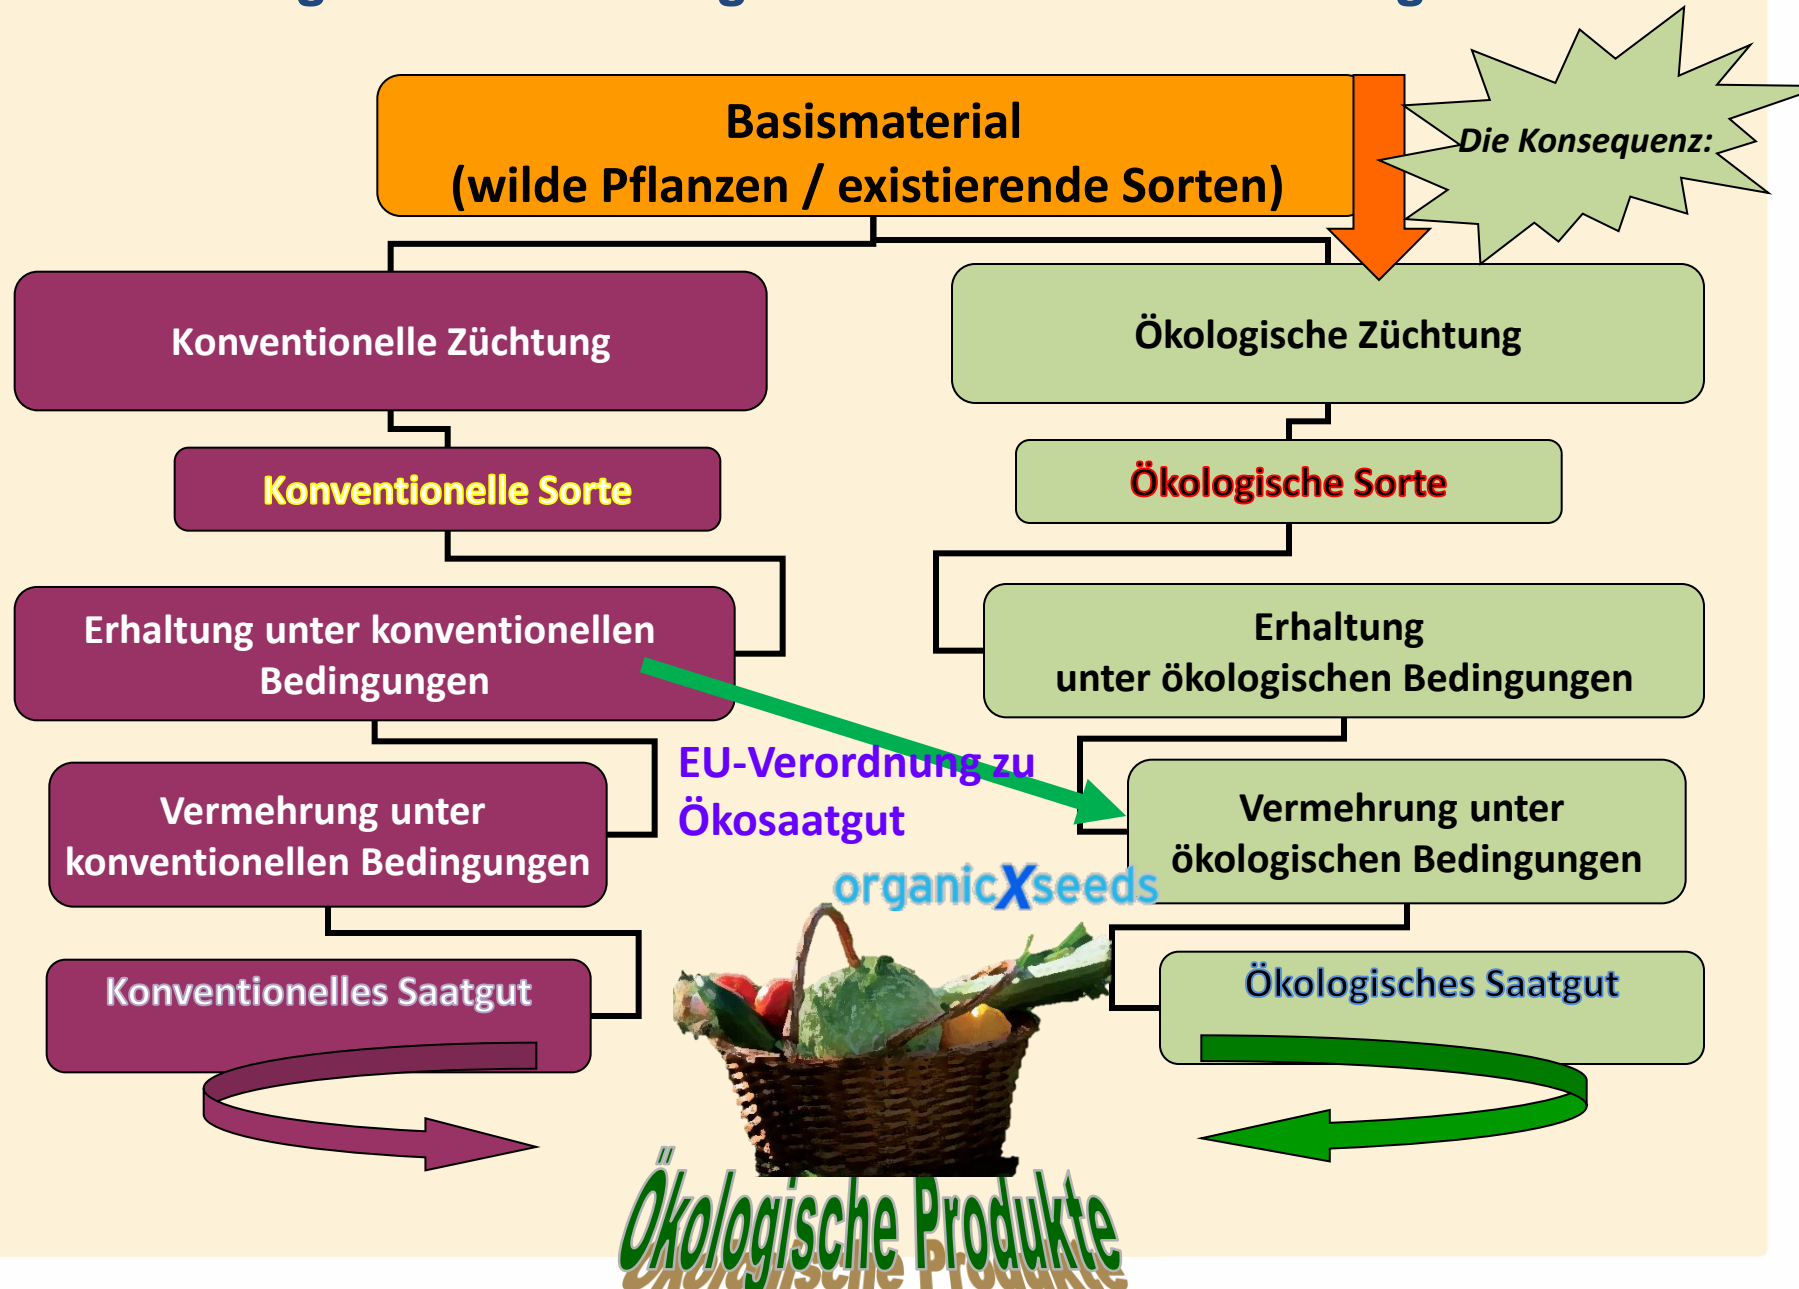 Basismaterial
(wilde Pflanzen / existierende Sorten)
Die Konsequenz:
Konventionelle Züchtung
Ökologische Züchtung
Konventionelle Sorte
Ökologische Sorte
Erhaltung unter konventionellen
Bedingungen
Erhaltung
unter ökologischen Bedingungen
EU-Verordnung zu
Ökosaatgut
Vermehrung unter
konventionellen Bedingungen
Vermehrung unter
ökologischen Bedingungen
organicXseeds
Konventionelles Saatgut
Ökologisches Saatgut
Ökologische Produkte